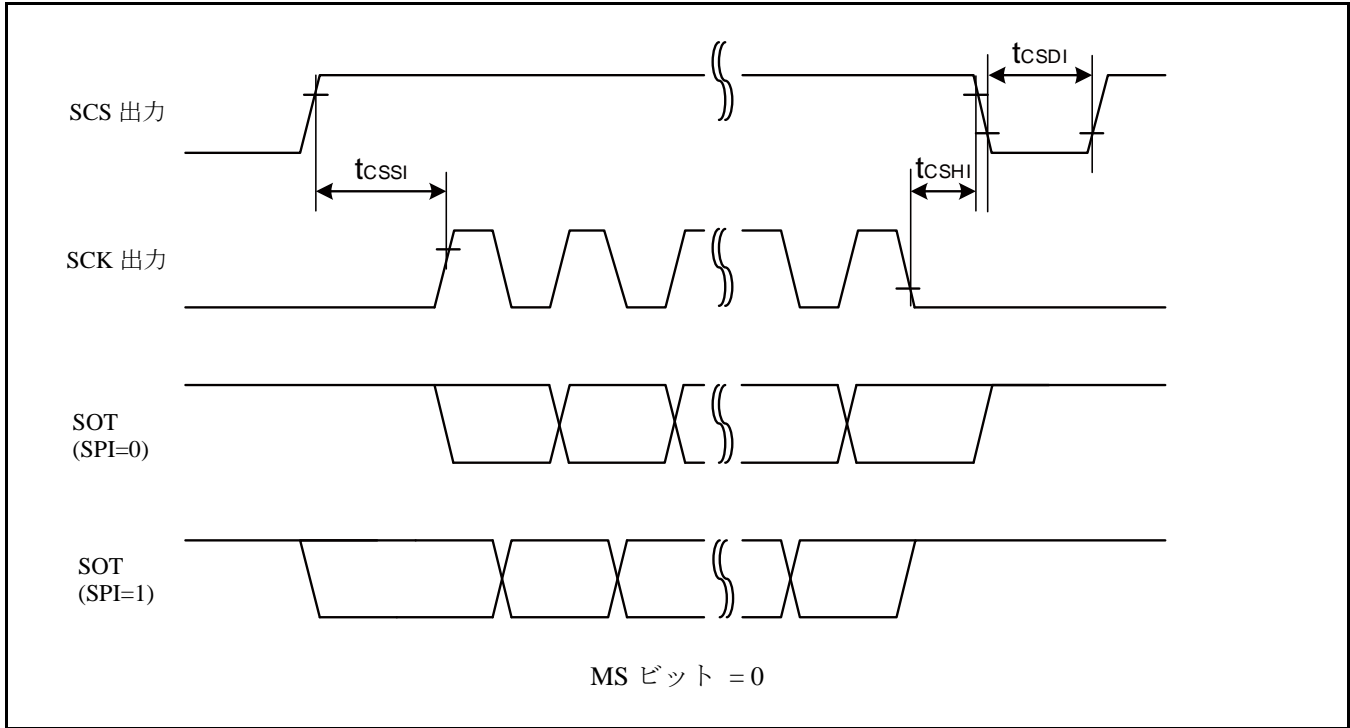 tCSDI
SCS 出力
tCSSI
tCSHI
SCK 出力
SOT
(SPI=0)
SOT
(SPI=1)
MS ビット = 0